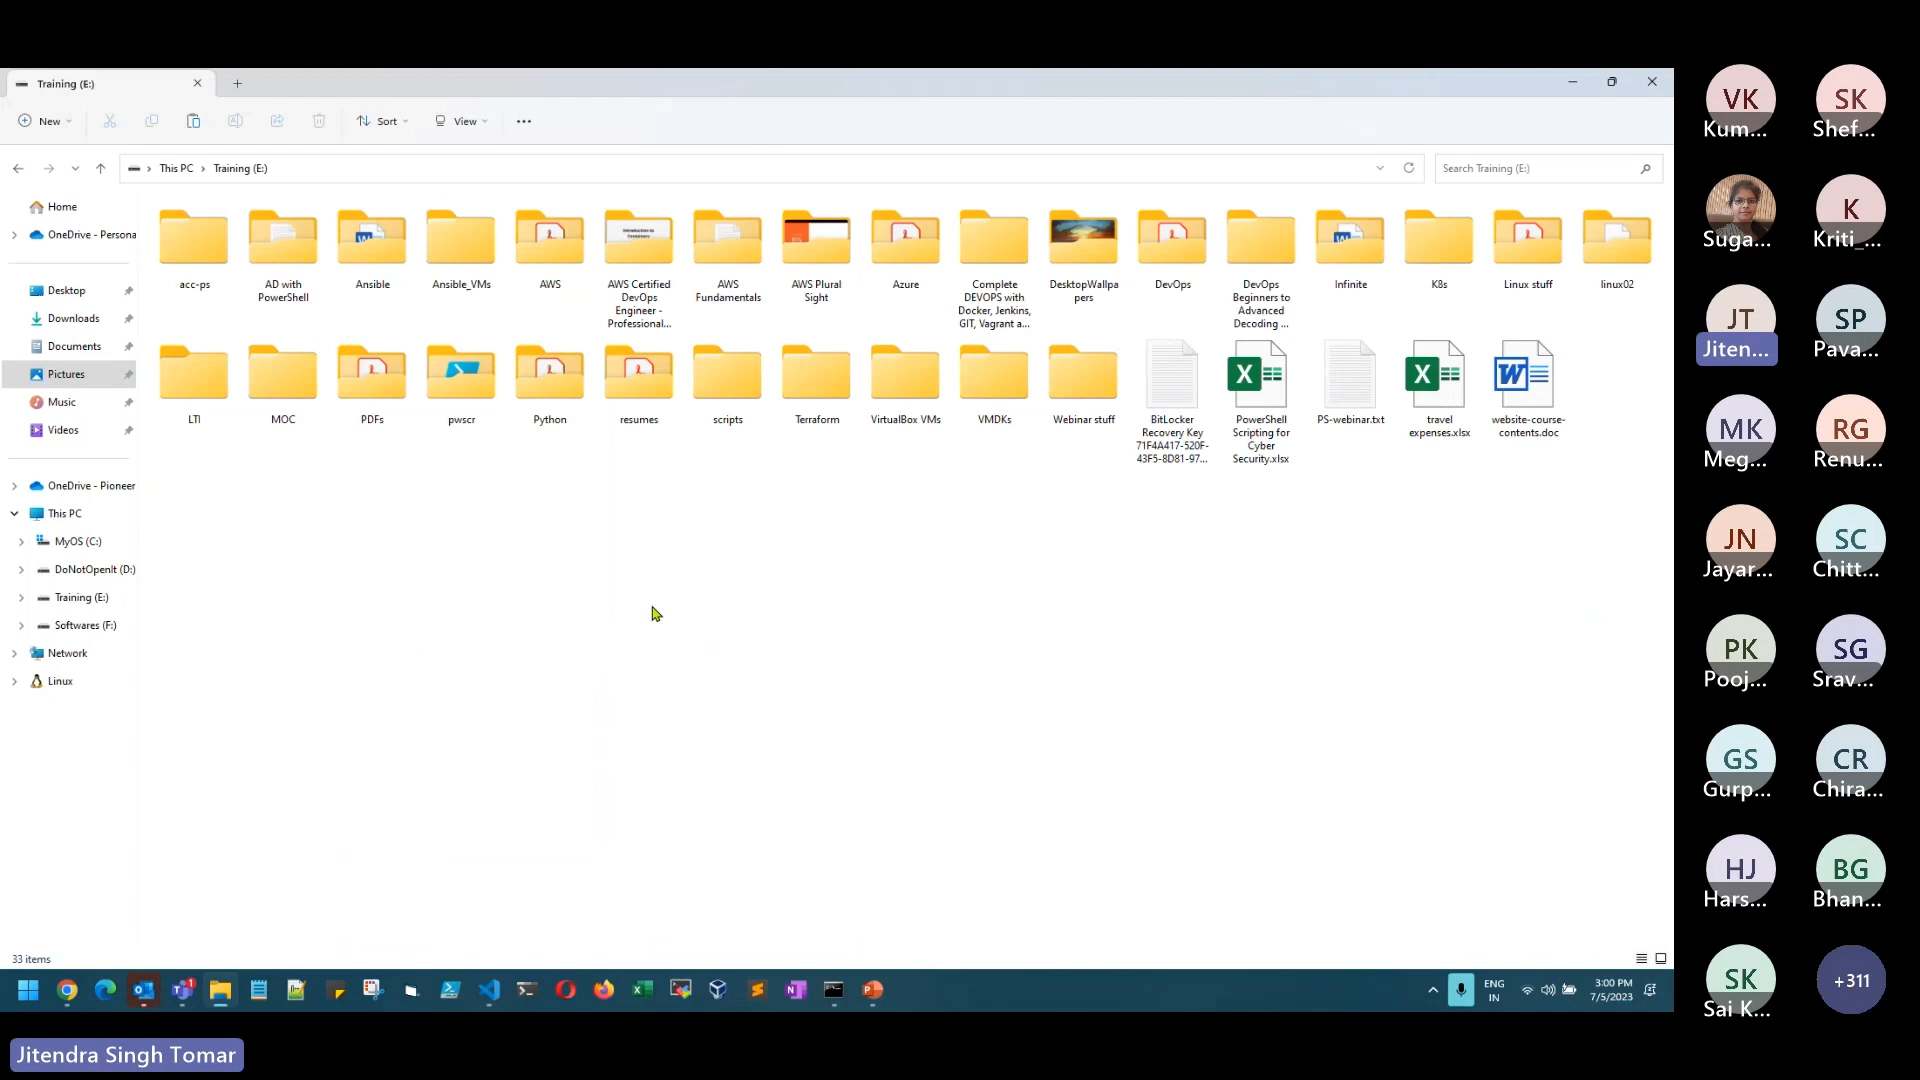 Training (E:)
New
Sort
View
This PC
Training (E:)
Search Training (E:)
Home
OneDrive - Persona
Desktop
Downloads
Documents
Pictures
Music
Videos
OneDrive - Pioneer
This PC
MyOS (C:)
DoNotOpenIt (D:)
Training (E:)
Softwares (F:)
Network
Linux
acc-ps
AD with
PowerShell
Ansible
Ansible_VMs
AWS
AWS Certified
DevOps
Engineer -
Professional...
AWS
Fundamentals
AWS Plural
Sight
Azure
Complete
DEVOPS with
Docker, Jenkins,
GIT, Vagrant a...
DesktopWallpa
pers
DevOps
DevOps
Beginners to
Advanced
Decoding ...
Infinite
K8s
Linux stuff
linux02
LTI
MOC
PDFs
pwscr
Python
resumes
scripts
Terraform
VirtualBox VMs
VMDKs
Webinar stuff
BitLocker
Recovery Key
71F4A417-520F-
43F5-8D81-97...
PowerShell
Scripting for
Cyber
Security.xlsx
PS-webinar.txt
travel
expenses.xlsx
website-course-
contents.doc
33 items
ENG
IN
3:00 PM
7/5/2023
Jitendra Singh Tomar
VK
Kum...
SK
Shef...
Suga...
K
Kriti_...
JT
Jiten...
SP
Pava...
MK
Meg...
RG
Renu...
JN
Jayar...
SC
Chitt...
PK
Pooj...
SG
Srav...
GS
Gurp...
CR
Chira...
HJ
Hars...
BG
Bhan...
SK
Sai K...
+311